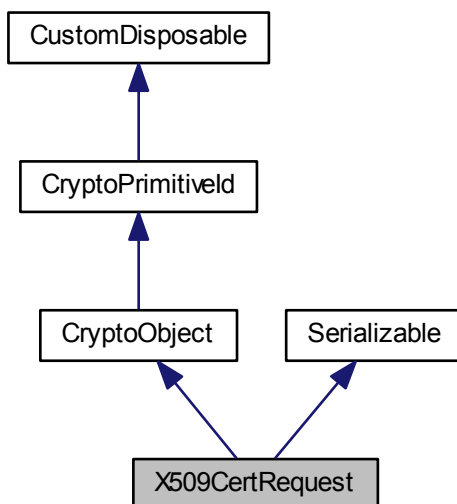 CustomDisposable
CryptoPrimitiveId
CryptoObject
Serializable
X509CertRequest